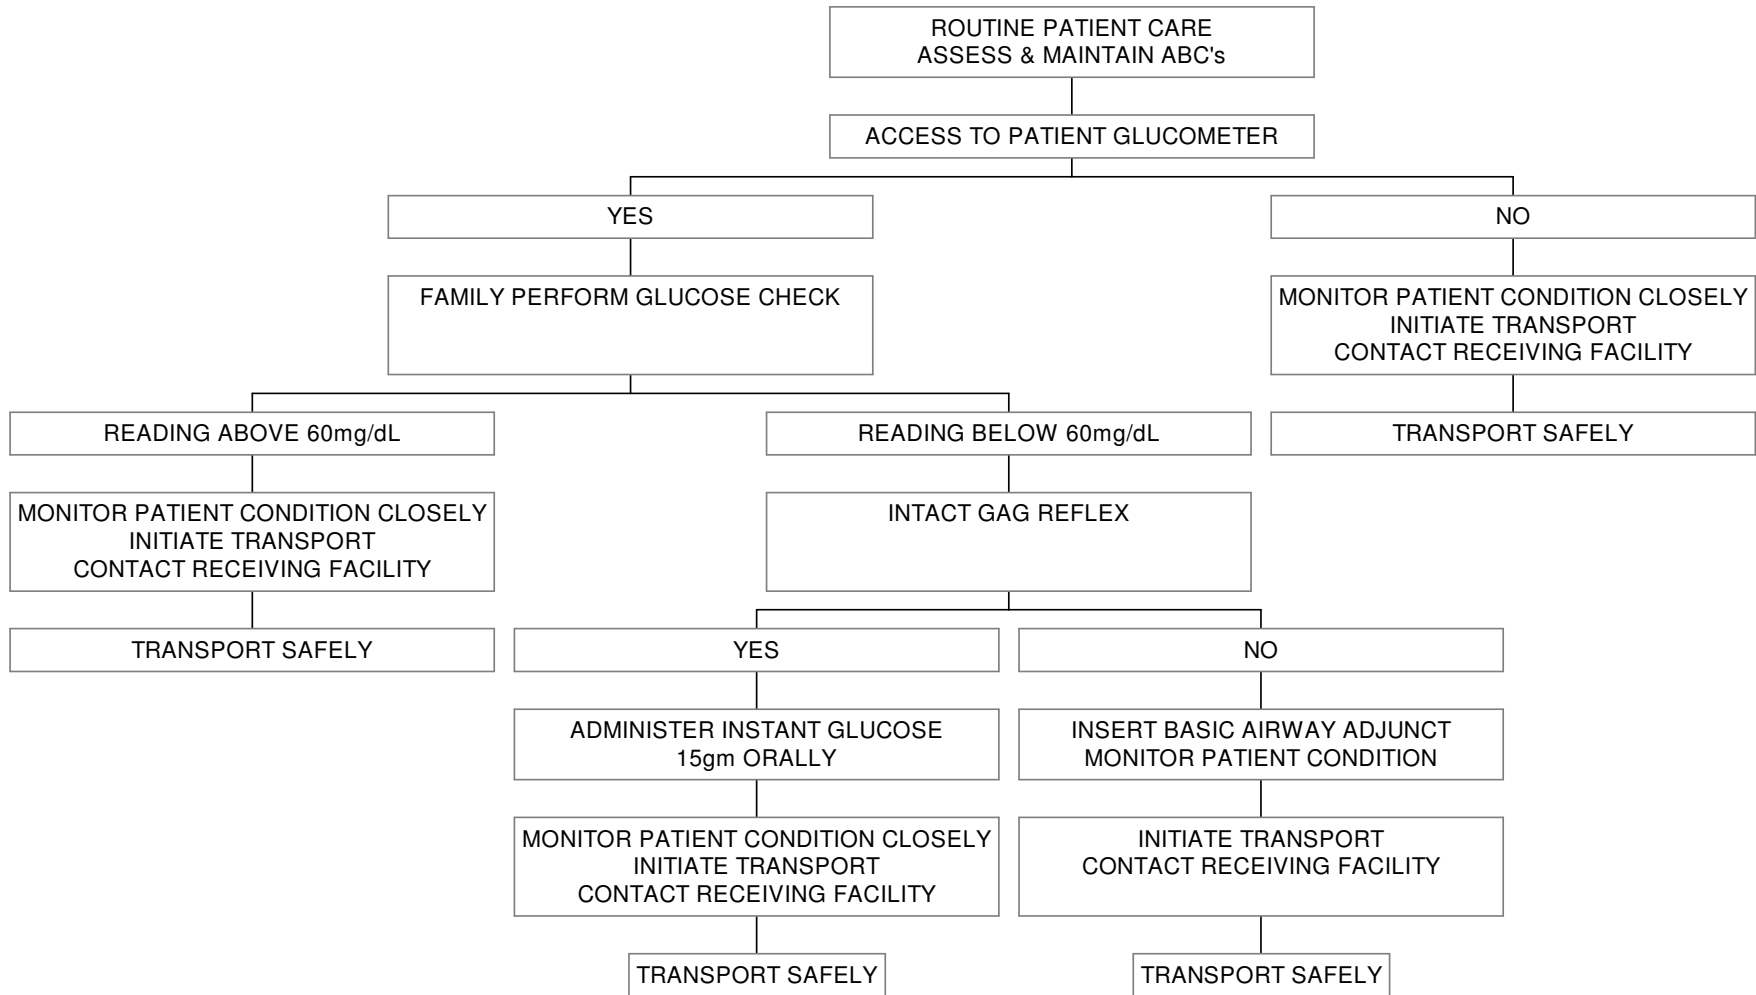 ROUTINE PATIENT CARE
ASSESS & MAINTAIN ABC's
ACCESS TO PATIENT GLUCOMETER
YES
NO
FAMILY PERFORM GLUCOSE CHECK
MONITOR PATIENT CONDITION CLOSELY
INITIATE TRANSPORT
CONTACT RECEIVING FACILITY
READING ABOVE 60mg/dL
READING BELOW 60mg/dL
TRANSPORT SAFELY
MONITOR PATIENT CONDITION CLOSELY
INITIATE TRANSPORT
CONTACT RECEIVING FACILITY
INTACT GAG REFLEX
TRANSPORT SAFELY
YES
NO
ADMINISTER INSTANT GLUCOSE
15gm ORALLY
INSERT BASIC AIRWAY ADJUNCT
MONITOR PATIENT CONDITION
MONITOR PATIENT CONDITION CLOSELY
INITIATE TRANSPORT
CONTACT RECEIVING FACILITY
INITIATE TRANSPORT
CONTACT RECEIVING FACILITY
TRANSPORT SAFELY
TRANSPORT SAFELY